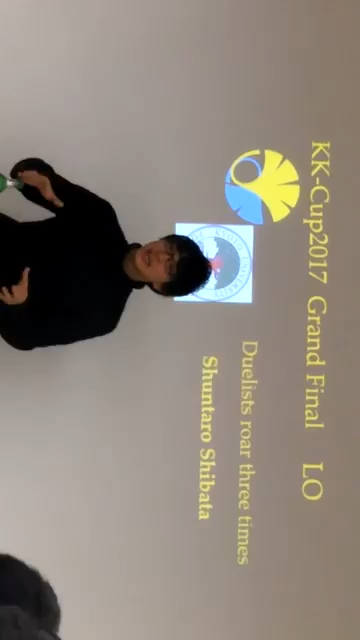 KK-Cup2017 Grand Final LO
Duelists roar three times
Shuntaro Shibata